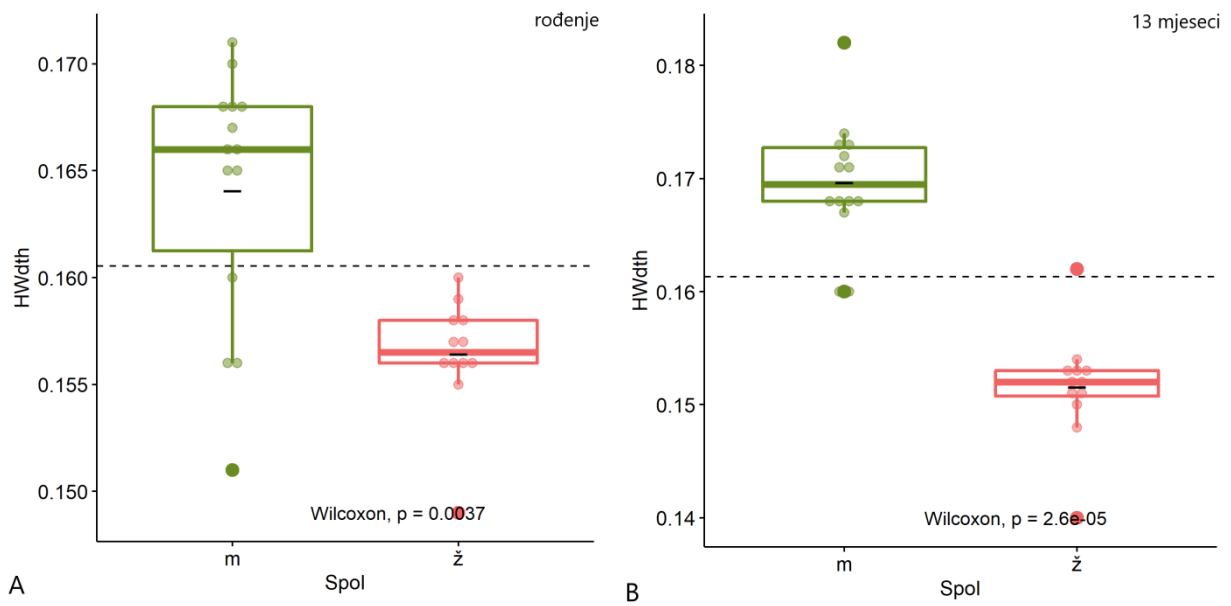 rođenje
0.170
0.165
0.160
0.155
0.150
HWdth
Wilcoxon, p = 0.0037
m ž
Spol
A
13 mjeseci
0.18
0.17
0.16
0.15
0.14
HWdth
Wilcoxon, p = 2.6e-05
m ž
Spol
B